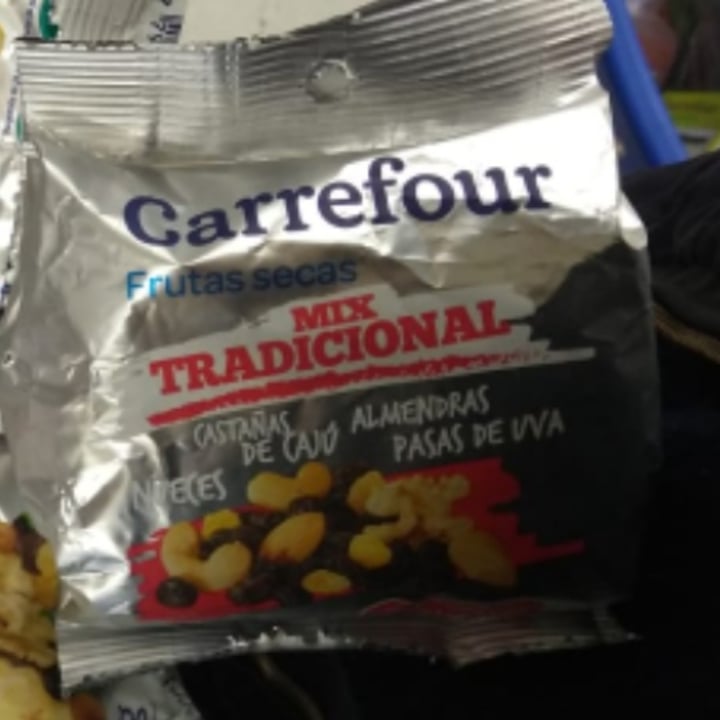 Carrefour
Frutas secas
MIX
TRADICIONAL
CASTAÑAS ALMENDRAS
DE CAJÚ PASAS DE UVA
NUECES